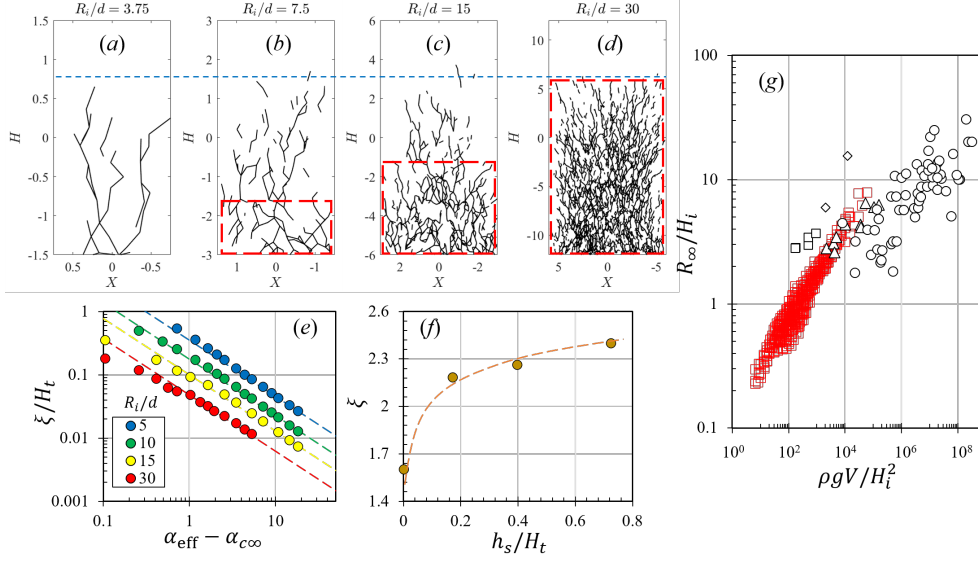 R_i/d = 3.75
R_i/d = 7.5
R_i/d = 15
R_i/d = 30
(a)
(b)
(c)
(d)
1.5
1
0.5
0
-0.5
-1
-1.5
H
0.5
0
-0.5
X
3
2
1
0
-1
-2
-3
H
1
0
-1
X
6
4
2
0
-2
-4
-6
H
2
0
-2
X
10
5
0
-5
-10
H
5
0
-5
X
(e)
1
0.1
0.01
0.001
ξ/H_t
R_i/d
5
10
15
30
0.1
1
10
α_eff − α_c∞
(f)
2.6
2.3
2
1.7
1.4
ξ
0
0.2
0.4
0.6
0.8
h_s/H_t
(g)
100
10
1
0.1
R_∞/H_i
10^0
10^2
10^4
10^6
10^8
ρgV/H_i^2